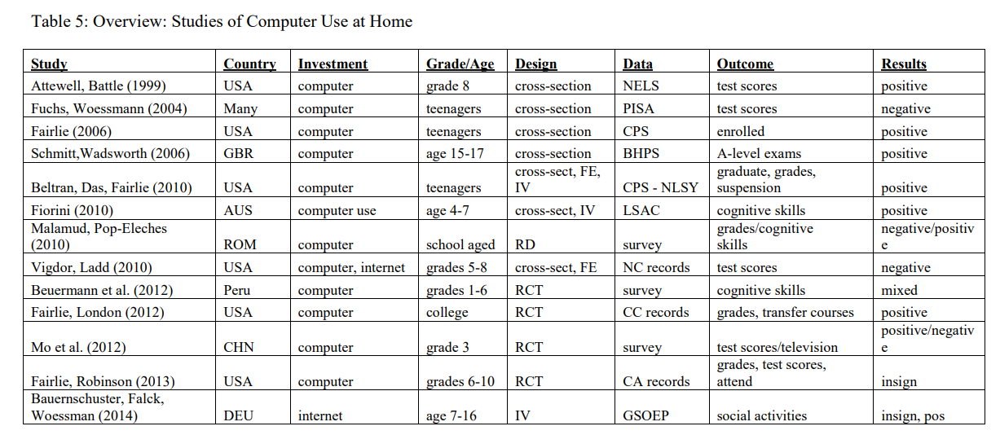 Table 5: Overview: Studies of Computer Use at Home
Study Country Investment Grade/Age Design Data Outcome Results
Attewell, Battle (1999) USA computer grade 8 cross-section NELS test scores positive
Fuchs, Woessmann (2004) Many computer teenagers cross-section PISA test scores negative
Fairlie (2006) USA computer teenagers cross-section CPS enrolled positive
Schmitt,Wadsworth (2006) GBR computer age 15-17 cross-section BHPS A-level exams positive
cross-sect, FE, graduate, grades,
Beltran, Das, Fairlie (2010) USA computer teenagers IV CPS - NLSY suspension positive
Fiorini (2010) AUS computer use age 4-7 cross-sect, IV LSAC cognitive skills positive
Malamud, Pop-Eleches grades/cognitive negative/positiv
(2010) ROM computer school aged RD survey skills e
Vigdor, Ladd (2010) USA computer, internet grades 5-8 cross-sect, FE NC records test scores negative
Beuermann et al. (2012) Peru computer grades 1-6 RCT survey cognitive skills mixed
Fairlie, London (2012) USA computer college RCT CC records grades, transfer courses positive
positive/negativ
Mo et al. (2012) CHN computer grade 3 RCT survey test scores/television e
grades, test scores,
Fairlie, Robinson (2013) USA computer grades 6-10 RCT CA records attend insign
Bauernschuster, Falck,
Woessman (2014) DEU internet age 7-16 IV GSOEP social activities insign, pos